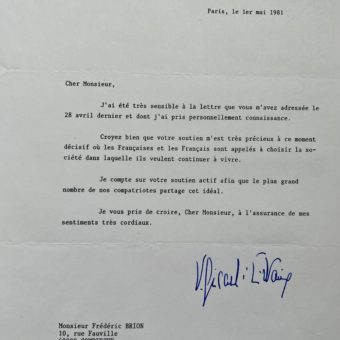 Paris, le 1er mai 1981
Cher Monsieur,
J'ai été très sensible à la lettre que vous m'avez adressée le
28 avril dernier et dont j'ai pris personnellement connaissance.
Croyez bien que votre soutien m'est très précieux à ce moment
décisif où les Françaises et les Français sont appelés à choisir la so-
ciété dans laquelle ils veulent continuer à vivre.
Je compte sur votre soutien actif afin que le plus grand
nombre de nos compatriotes partage cet idéal.
Je vous prie de croire, Cher Monsieur, à l'assurance de mes
sentiments très cordiaux.
Monsieur Frédéric BRION
10, rue Fauville